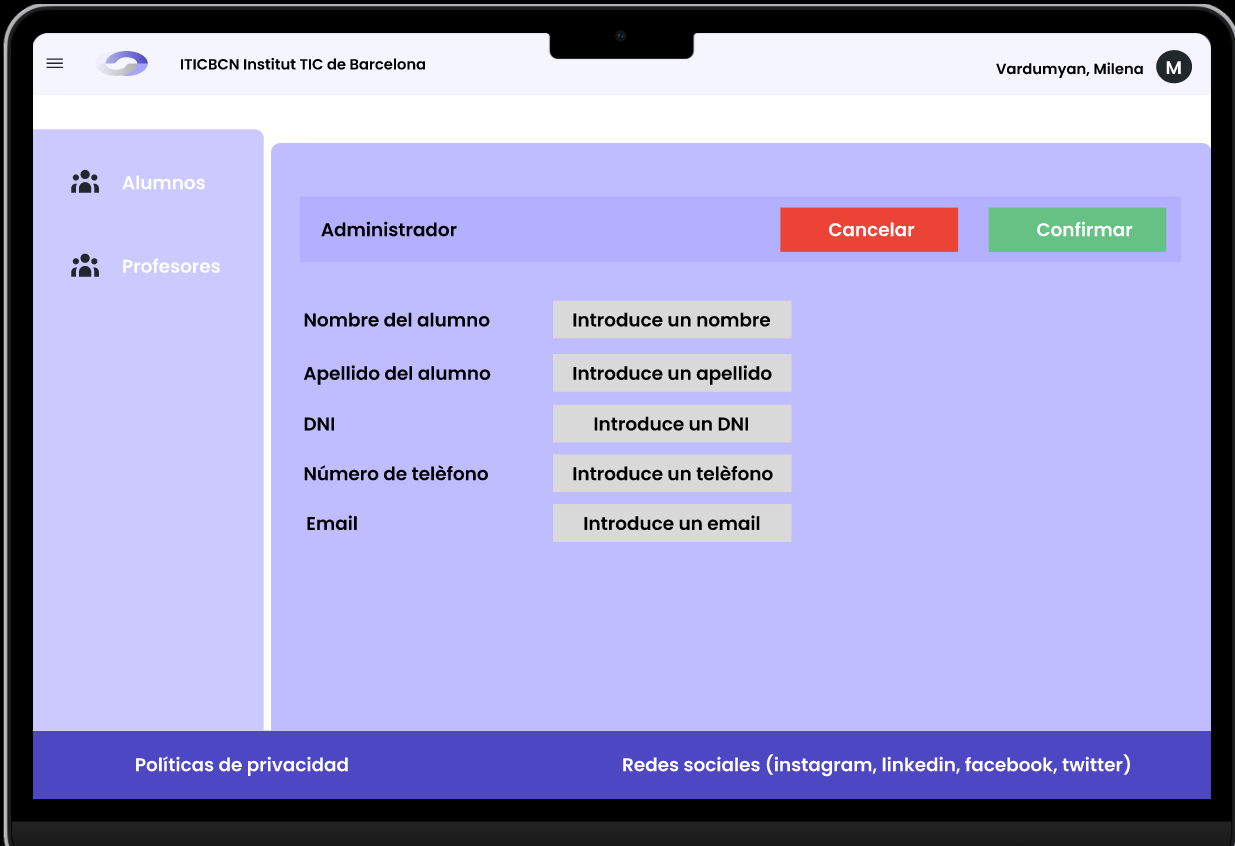 ITICBCN Institut TIC de Barcelona
Vardumyan, Milena
M
Alumnos
Profesores
Administrador
Cancelar
Confirmar
Nombre del alumno
Introduce un nombre
Apellido del alumno
Introduce un apellido
DNI
Introduce un DNI
Número de telèfono
Introduce un telèfono
Email
Introduce un email
Políticas de privacidad
Redes sociales (instagram, linkedin, facebook, twitter)